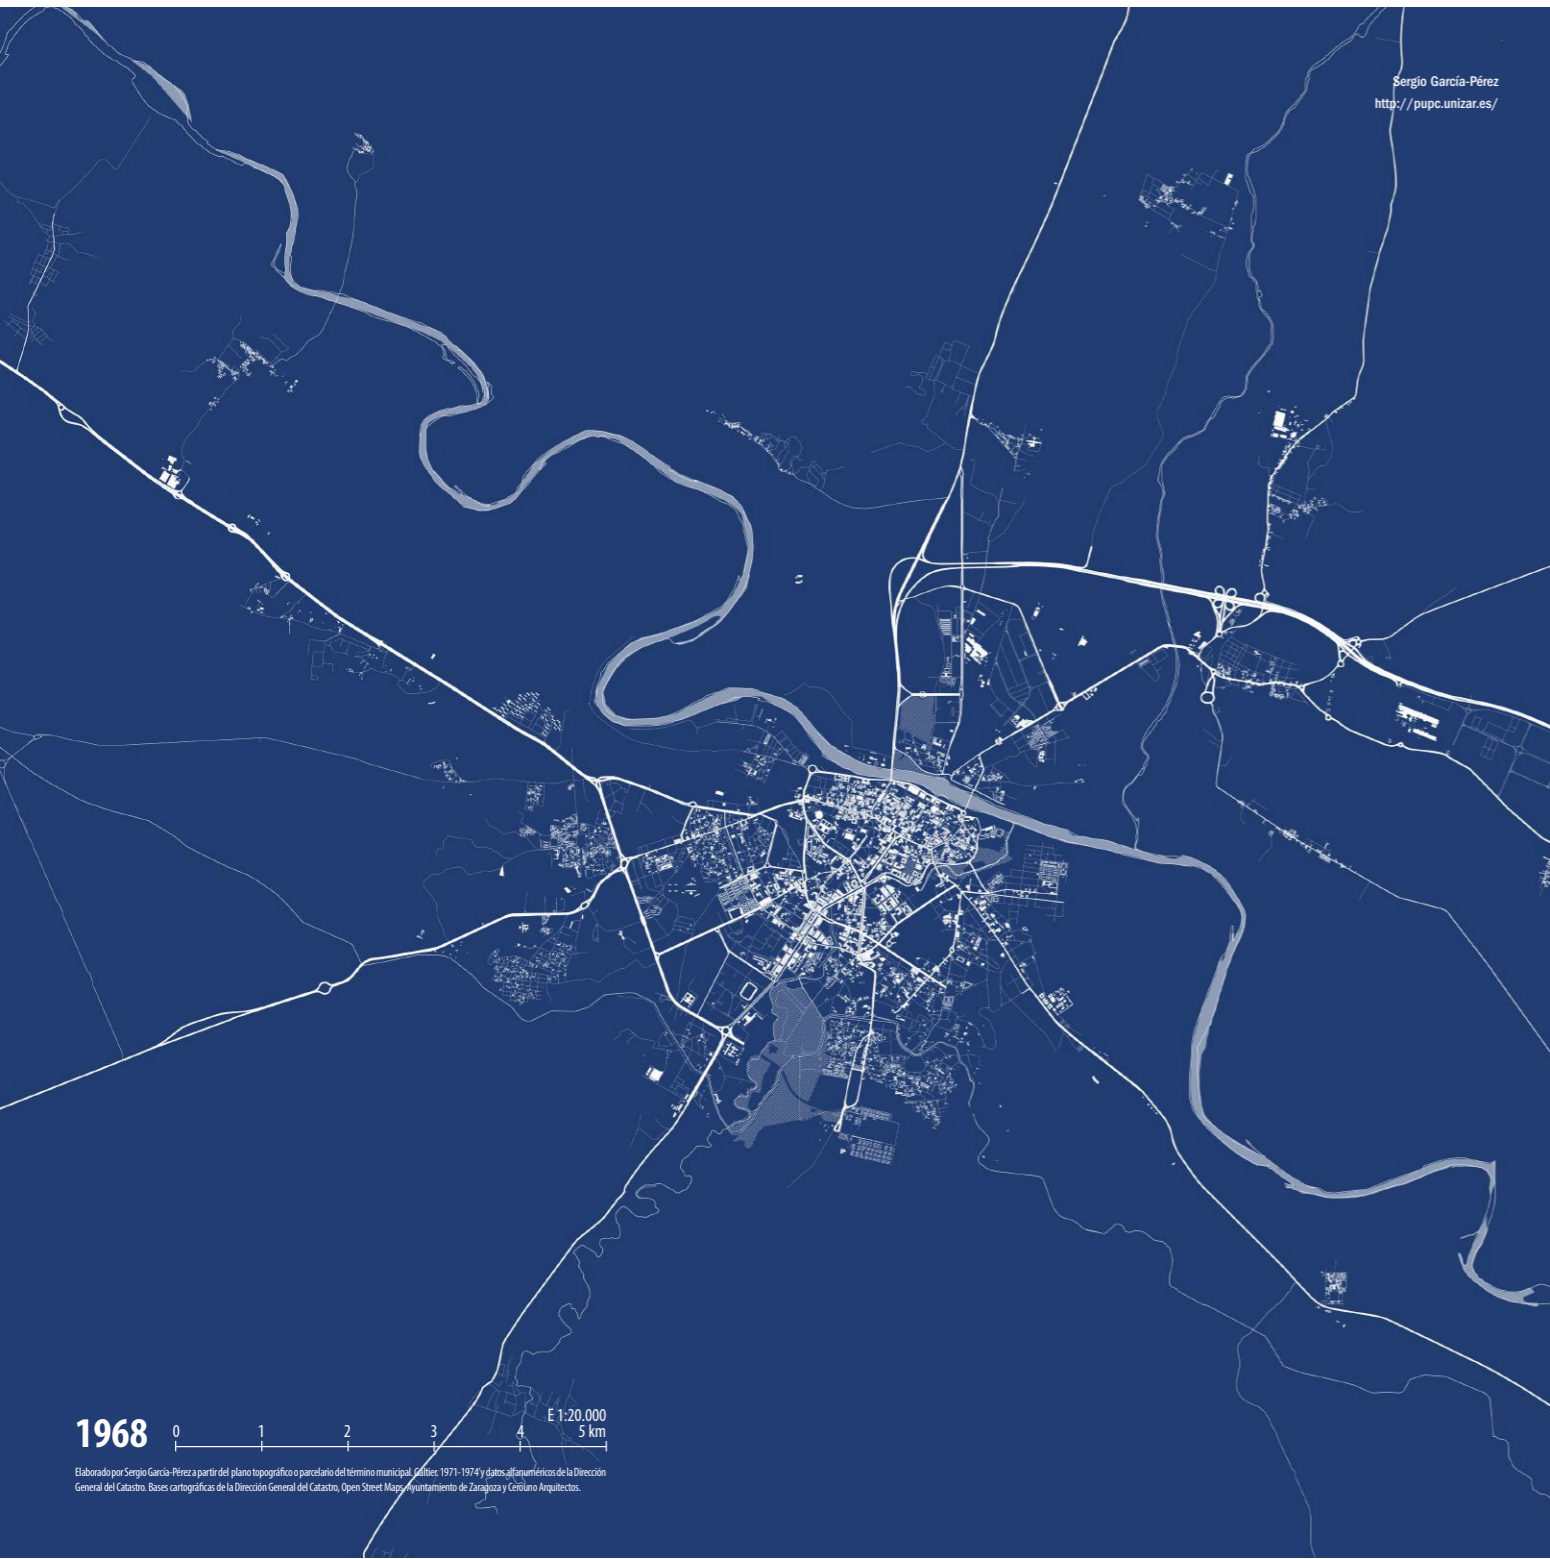 Sergio García-Pérez
http://pupc.unizar.es/
E 1:20.000
1968 0 1 2 3 4 5 km
Elaborado por Sergio García-Pérez a partir del plano topográfico o parcelario del término municipal. Galtier. 1971-1974 y datos alfanuméricos de la Dirección
General del Catastro. Bases cartográficas de la Dirección General del Catastro, Open Street Maps, Ayuntamiento de Zaragoza y Cerouno Arquitectos.